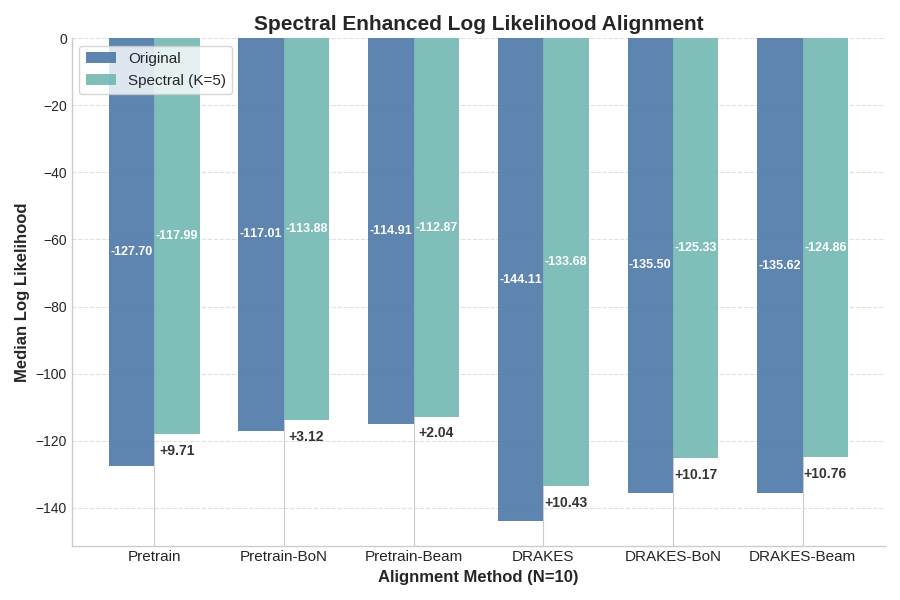 Spectral Enhanced Log Likelihood Alignment
Original
Spectral (K=5)
Median Log Likelihood
0
−20
−40
−60
−80
−100
−120
−140
-127.70
-117.99
-117.01
-113.88
-114.91
-112.87
-144.11
-133.68
-135.50
-125.33
-135.62
-124.86
+9.71
+3.12
+2.04
+10.43
+10.17
+10.76
Pretrain
Pretrain-BoN
Pretrain-Beam
DRAKES
DRAKES-BoN
DRAKES-Beam
Alignment Method (N=10)